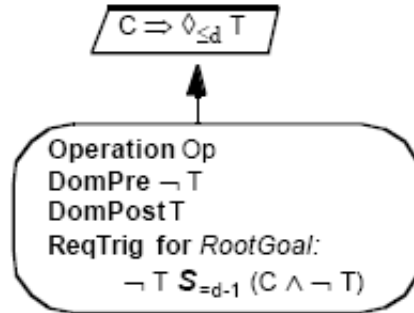 C ⇒ ◊≤d T
Operation Op
DomPre ¬ T
DomPost T
ReqTrig for RootGoal:
¬ T S=d-1 (C ∧ ¬ T)